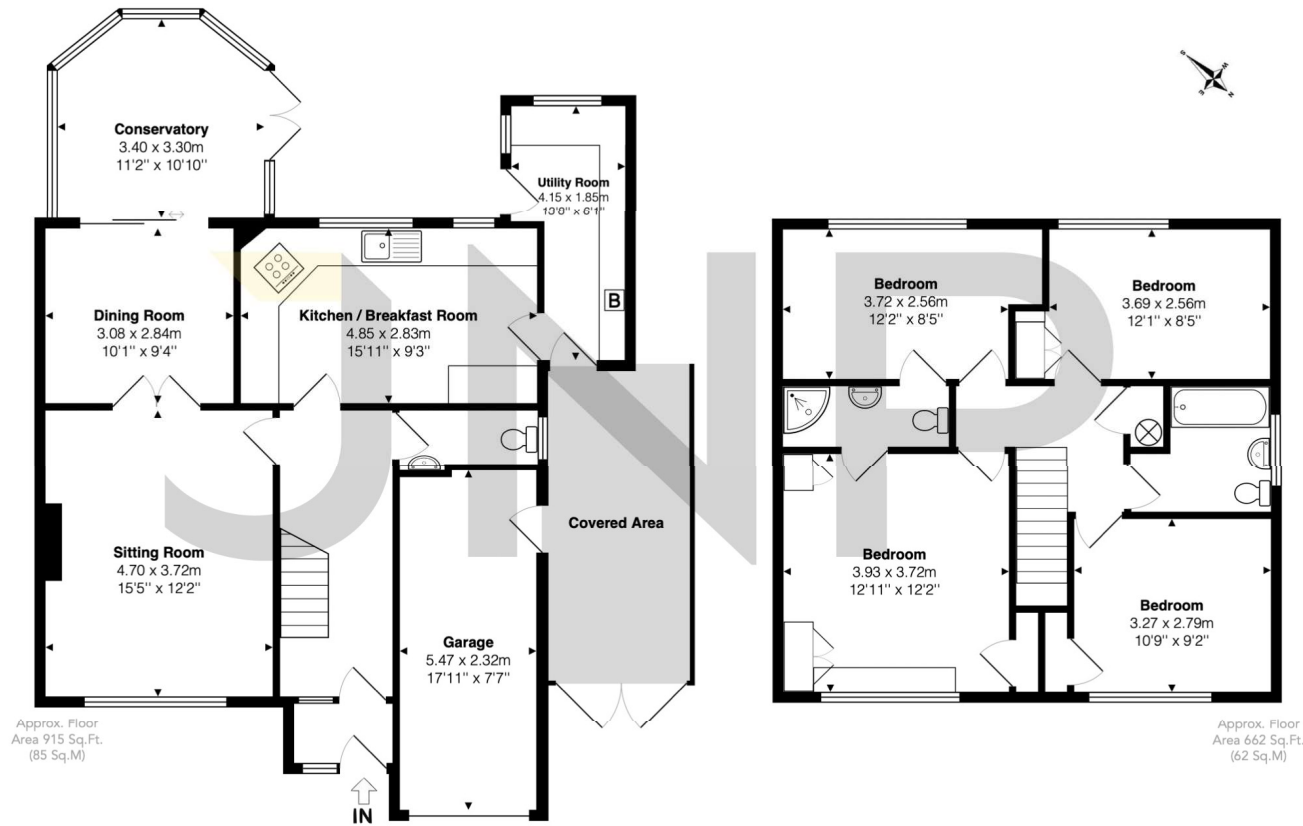 Conservatory
3.40 x 3.30m
11'2" x 10'10"
Utility Room
4.15 x 1.85m
Dining Room
3.08 x 2.84m
10'1" x 9'4"
Kitchen / Breakfast Room
4.85 x 2.83m
15'11" x 9'3"
B
Sitting Room
4.70 x 3.72m
15'5" x 12'2"
Garage
5.47 x 2.32m
17'11" x 7'7"
Covered Area
IN
Approx. Floor
Area 915 Sq.Ft.
(85 Sq.M)
S
W
E
N
Bedroom
3.72 x 2.56m
12'2" x 8'5"
Bedroom
3.69 x 2.56m
12'1" x 8'5"
Bedroom
3.93 x 3.72m
12'11" x 12'2"
Bedroom
3.27 x 2.79m
10'9" x 9'2"
Approx. Floor
Area 662 Sq.Ft.
(62 Sq.M)
JNP